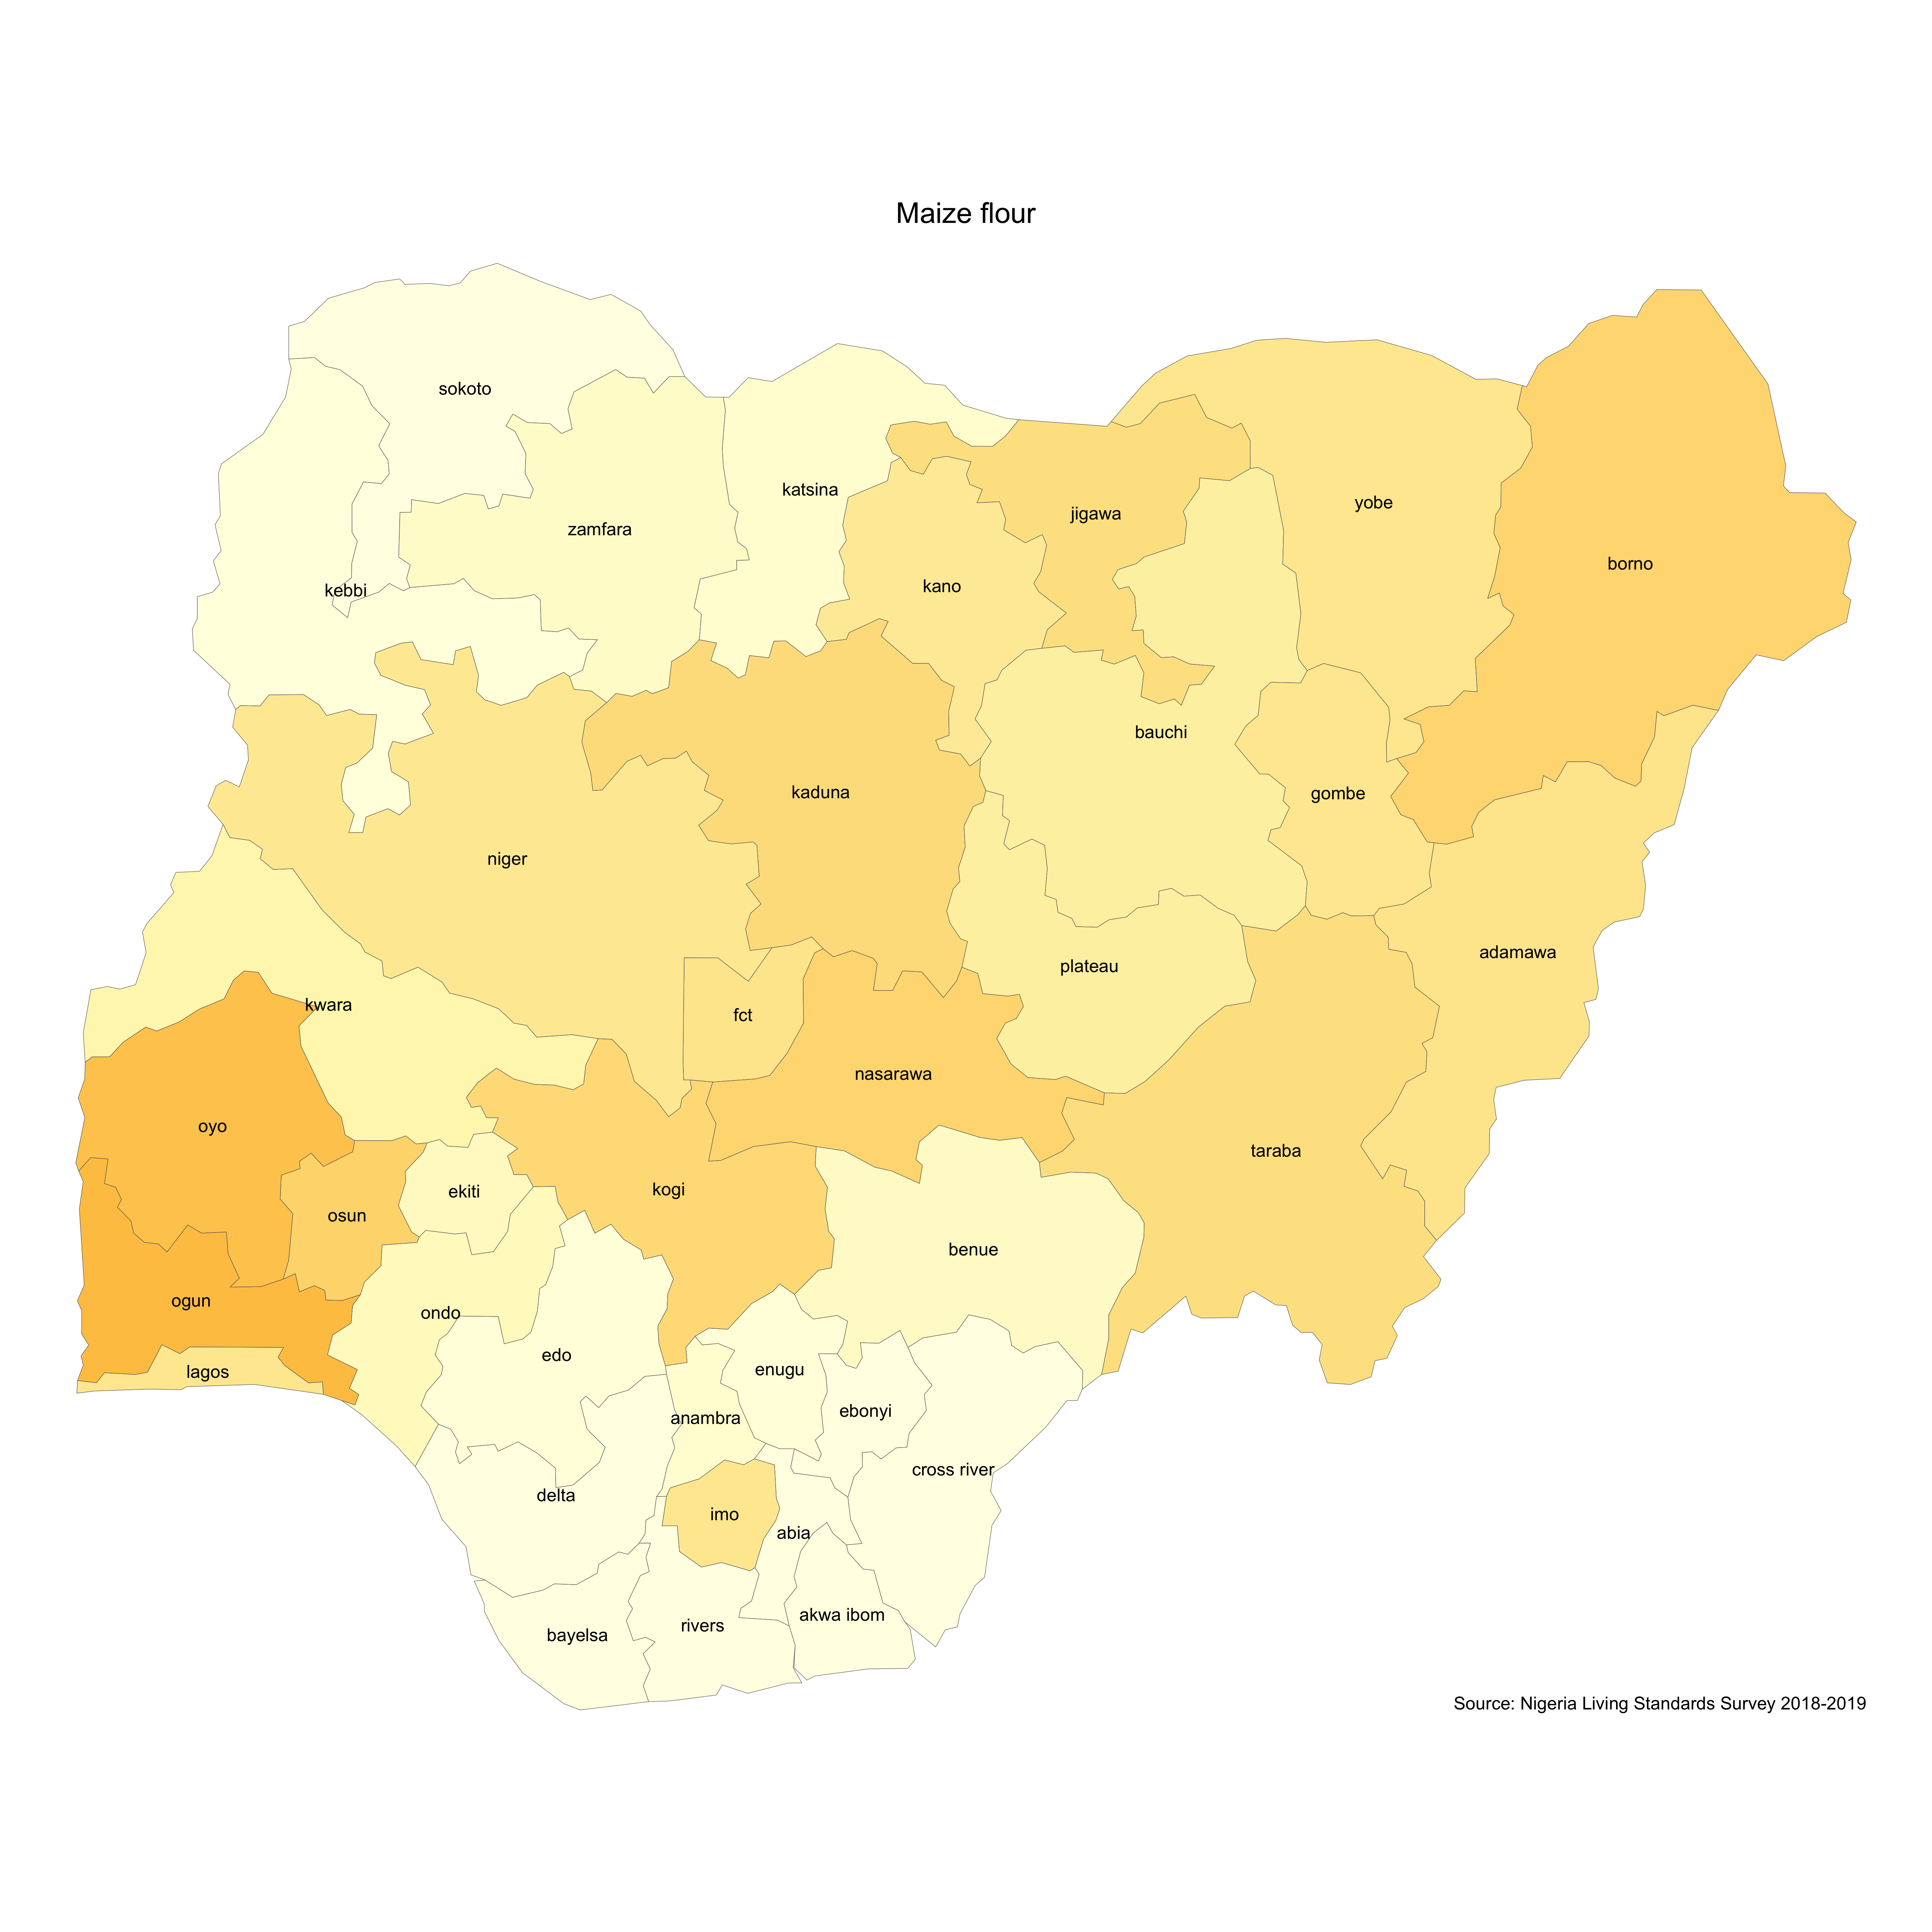 Maize flour
sokoto
katsina
yobe
jigawa
zamfara
borno
kano
kebbi
bauchi
kaduna
gombe
niger
adamawa
plateau
kwara
fct
nasarawa
oyo
taraba
kogi
ekiti
osun
benue
ogun
ondo
edo
enugu
lagos
ebonyi
anambra
cross river
delta
imo
abia
akwa ibom
rivers
bayelsa
Source: Nigeria Living Standards Survey 2018-2019